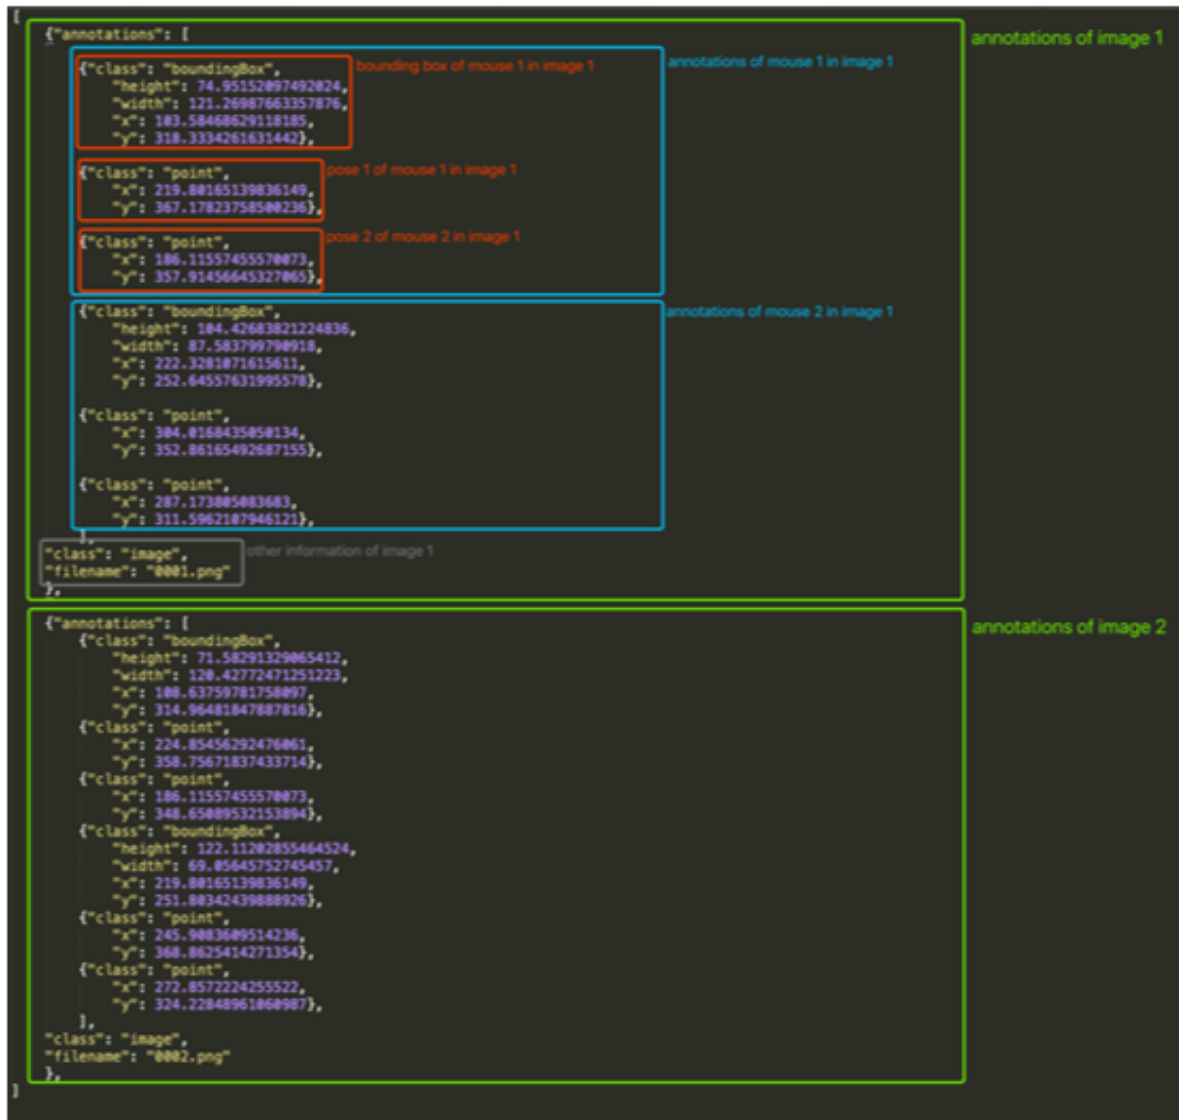 [
{"annotations": [
annotations of image 1
{"class": "boundingBox",
bounding box of mouse 1 in image 1
annotations of mouse 1 in image 1
"height": 74.95152097492024,
"width": 121.26987663357876,
"x": 103.58468629118185,
"y": 318.3334261631442},
{"class": "point",
pose 1 of mouse 1 in image 1
"x": 219.80165139836149,
"y": 367.17823758500236},
{"class": "point",
pose 2 of mouse 2 in image 1
"x": 186.11557455570073,
"y": 357.91456645327065},
{"class": "boundingBox",
annotations of mouse 2 in image 1
"height": 104.42683821224836,
"width": 87.583799790918,
"x": 222.3281071615611,
"y": 252.64557631995578},
{"class": "point",
"x": 304.0168435050134,
"y": 352.86165492687155},
{"class": "point",
"x": 287.173805083683,
"y": 311.5962107946121},
],
"class": "image",
other information of image 1
"filename": "0001.png"
},
{"annotations": [
annotations of image 2
{"class": "boundingBox",
"height": 71.58291329065412,
"width": 120.42772471251223,
"x": 108.63759781758097,
"y": 314.96481847887816},
{"class": "point",
"x": 224.85456292476061,
"y": 358.75671837433714},
{"class": "point",
"x": 186.11557455570073,
"y": 348.65089532153894},
{"class": "boundingBox",
"height": 122.11202855464524,
"width": 69.05645752745457,
"x": 219.80165139836149,
"y": 251.80342439888926},
{"class": "point",
"x": 245.9083609514236,
"y": 368.8625414271354},
{"class": "point",
"x": 272.8572224255522,
"y": 324.22848961060987},
],
"class": "image",
"filename": "0002.png"
},
]